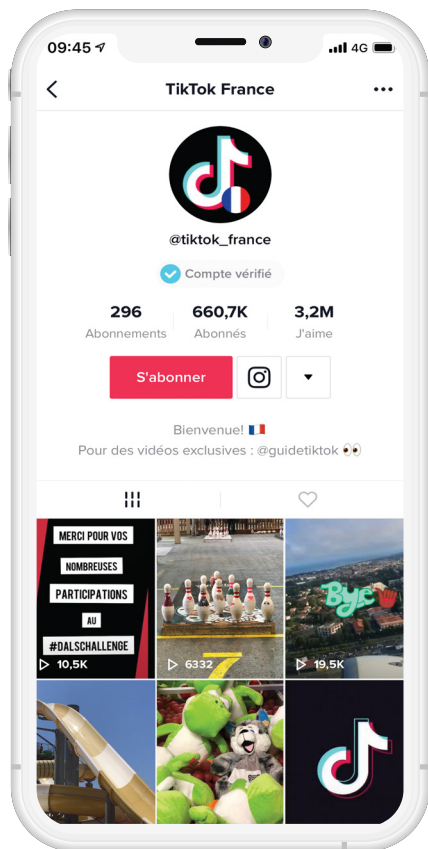 09:45
4G
TikTok France
@tiktok_france
Compte vérifié
296 660,7K 3,2M
Abonnements Abonnés J'aime
S'abonner
Bienvenue! 🇫🇷
Pour des vidéos exclusives : @guidetiktok 👀
MERCI POUR VOS
NOMBREUSES
PARTICIPATIONS
AU
#DALSCHALLENGE
10,5K
7
6332
Bye
19,5K